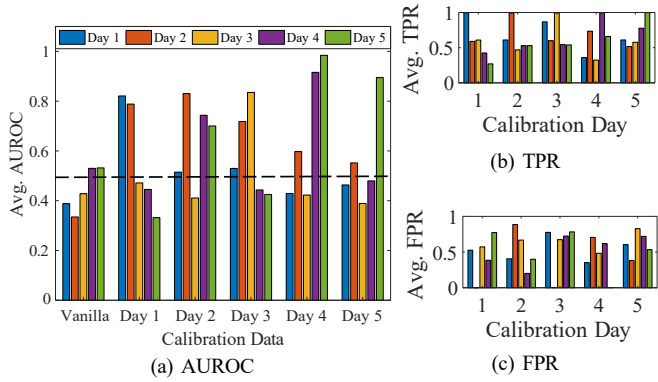 Day 1 Day 2 Day 3 Day 4 Day 5
Avg. AUROC
1
0.8
0.6
0.4
0.2
0
Vanilla Day 1 Day 2 Day 3 Day 4 Day 5
Calibration Data
(a) AUROC
Avg. TPR
1
0.5
0
1 2 3 4 5
Calibration Day
(b) TPR
Avg. FPR
1
0.5
0
1 2 3 4 5
Calibration Day
(c) FPR